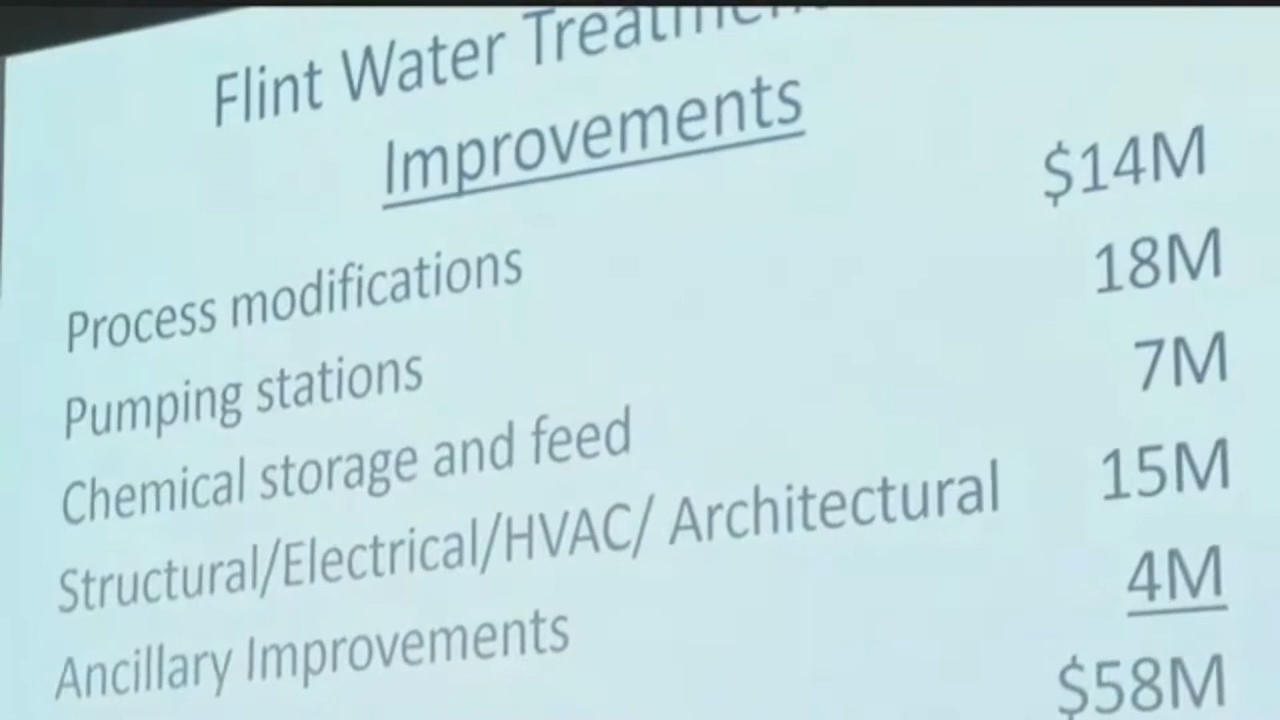 Flint Water Treatment
Improvements
Process modifications $14M
Pumping stations 18M
Chemical storage and feed 7M
Structural/Electrical/HVAC/ Architectural 15M
Ancillary Improvements 4M
$58M